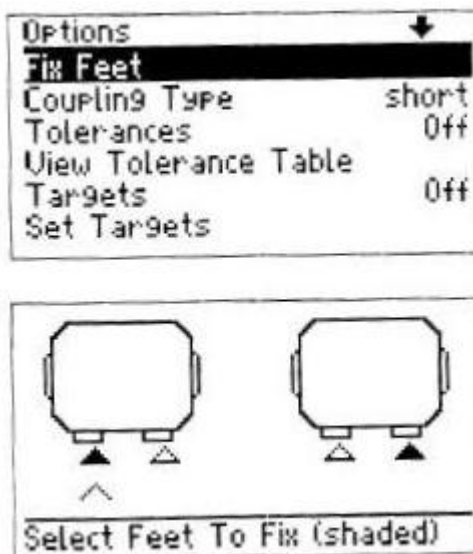 Options
Fix Feet
Coupling Type short
Tolerances Off
View Tolerance Table
Targets Off
Set Targets
Select Feet To Fix (shaded)